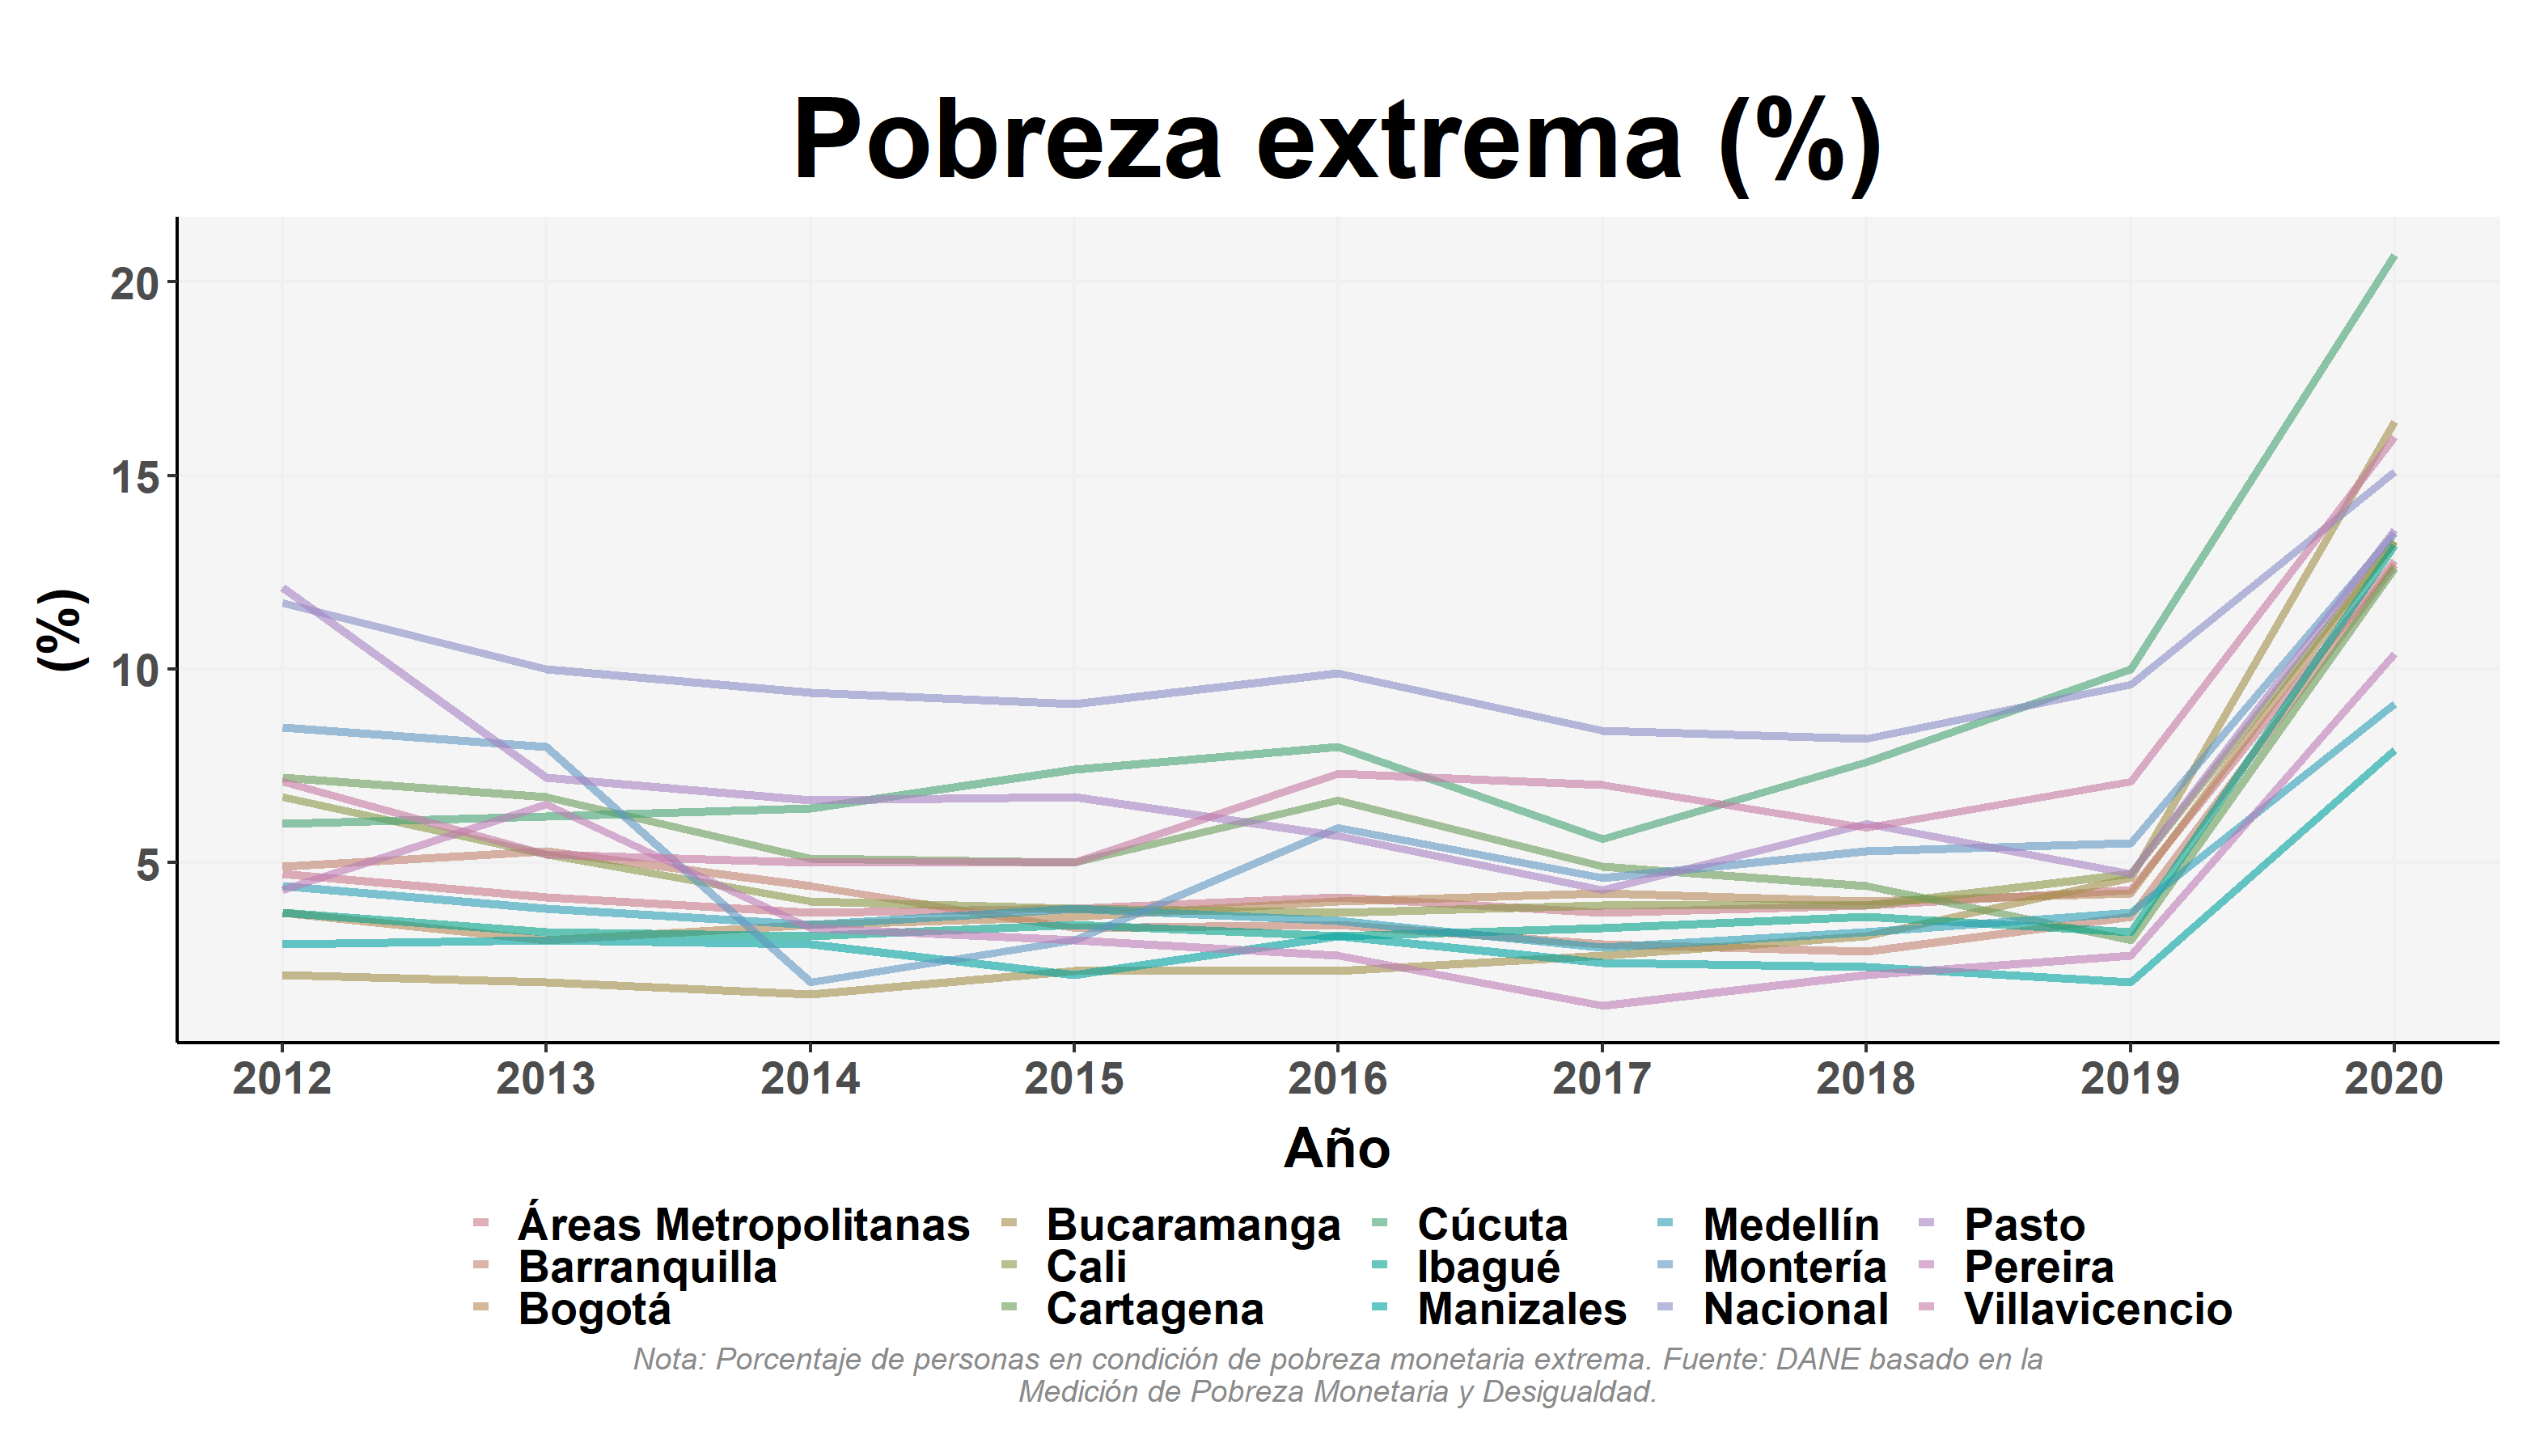 Pobreza extrema (%)
20
15
10
5
(%)
2012 2013 2014 2015 2016 2017 2018 2019 2020
Año
Áreas Metropolitanas Bucaramanga Cúcuta Medellín Pasto
Barranquilla Cali Ibagué Montería Pereira
Bogotá Cartagena Manizales Nacional Villavicencio
Nota: Porcentaje de personas en condición de pobreza monetaria extrema. Fuente: DANE basado en la
Medición de Pobreza Monetaria y Desigualdad.